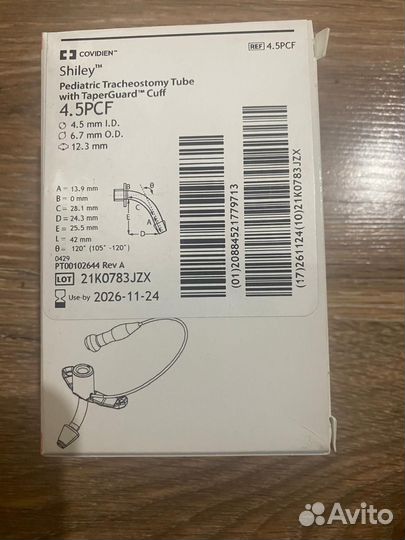 COVIDIEN™
REF 4.5PCF
Shiley™
Pediatric Tracheostomy Tube
with TaperGuard™ Cuff
4.5PCF
4.5 mm I.D.
6.7 mm O.D.
12.3 mm
A = 13.9 mm
B = 0 mm
C = 28.1 mm
D = 24.3 mm
E = 25.5 mm
L = 42 mm
θ = 120° (105° -120°)
0429
PT00102644 Rev A
LOT 21K0783JZX
Use by 2026-11-24
θ
B
C
A
E
D
(01)20884521779713
(17)261124(10)21K0783JZX
Avito